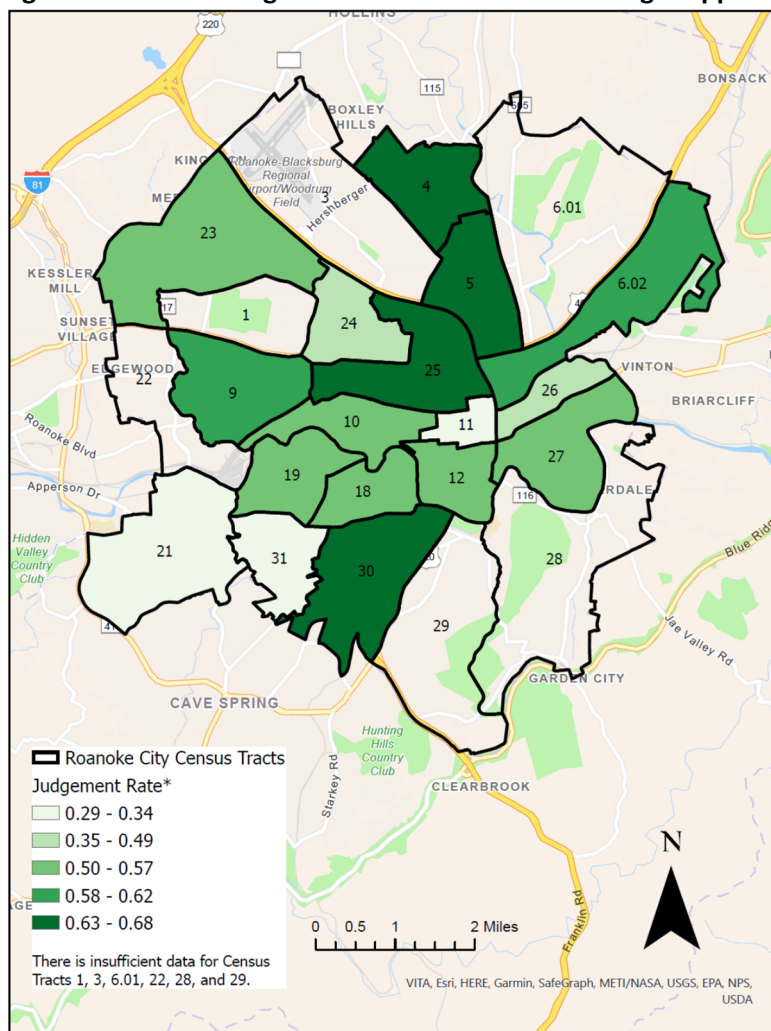 HOLLINS
220
BONSACK
115
605
BOXLEY
HILLS
81
Roanoke-Blacksburg
Regional
Airport/Woodrum
Field
Hershberger
3
4
6.01
23
KESSLER
MILL
5
6.02
SUNSET
VILLAGE
1
24
EDGEWOOD
22
9
25
VINTON
26
BRIARCLIFF
10
11
Roanoke Blvd
27
19
18
12
116
Apperson Dr
21
31
30
28
Blue Ridge
Hidden
Valley
Country
Club
29
Jae Valley Rd
GARDEN CITY
CAVE SPRING
Hunting
Hills
Country
Club
Starkey Rd
CLEARBROOK
Franklin Rd
Roanoke City Census Tracts
Judgement Rate*
0.29 - 0.34
0.35 - 0.49
0.50 - 0.57
0.58 - 0.62
0.63 - 0.68
There is insufficient data for Census
Tracts 1, 3, 6.01, 22, 28, and 29.
N
0 0.5 1 2 Miles
VITA, Esri, HERE, Garmin, SafeGraph, METI/NASA, USGS, EPA, NPS,
USDA